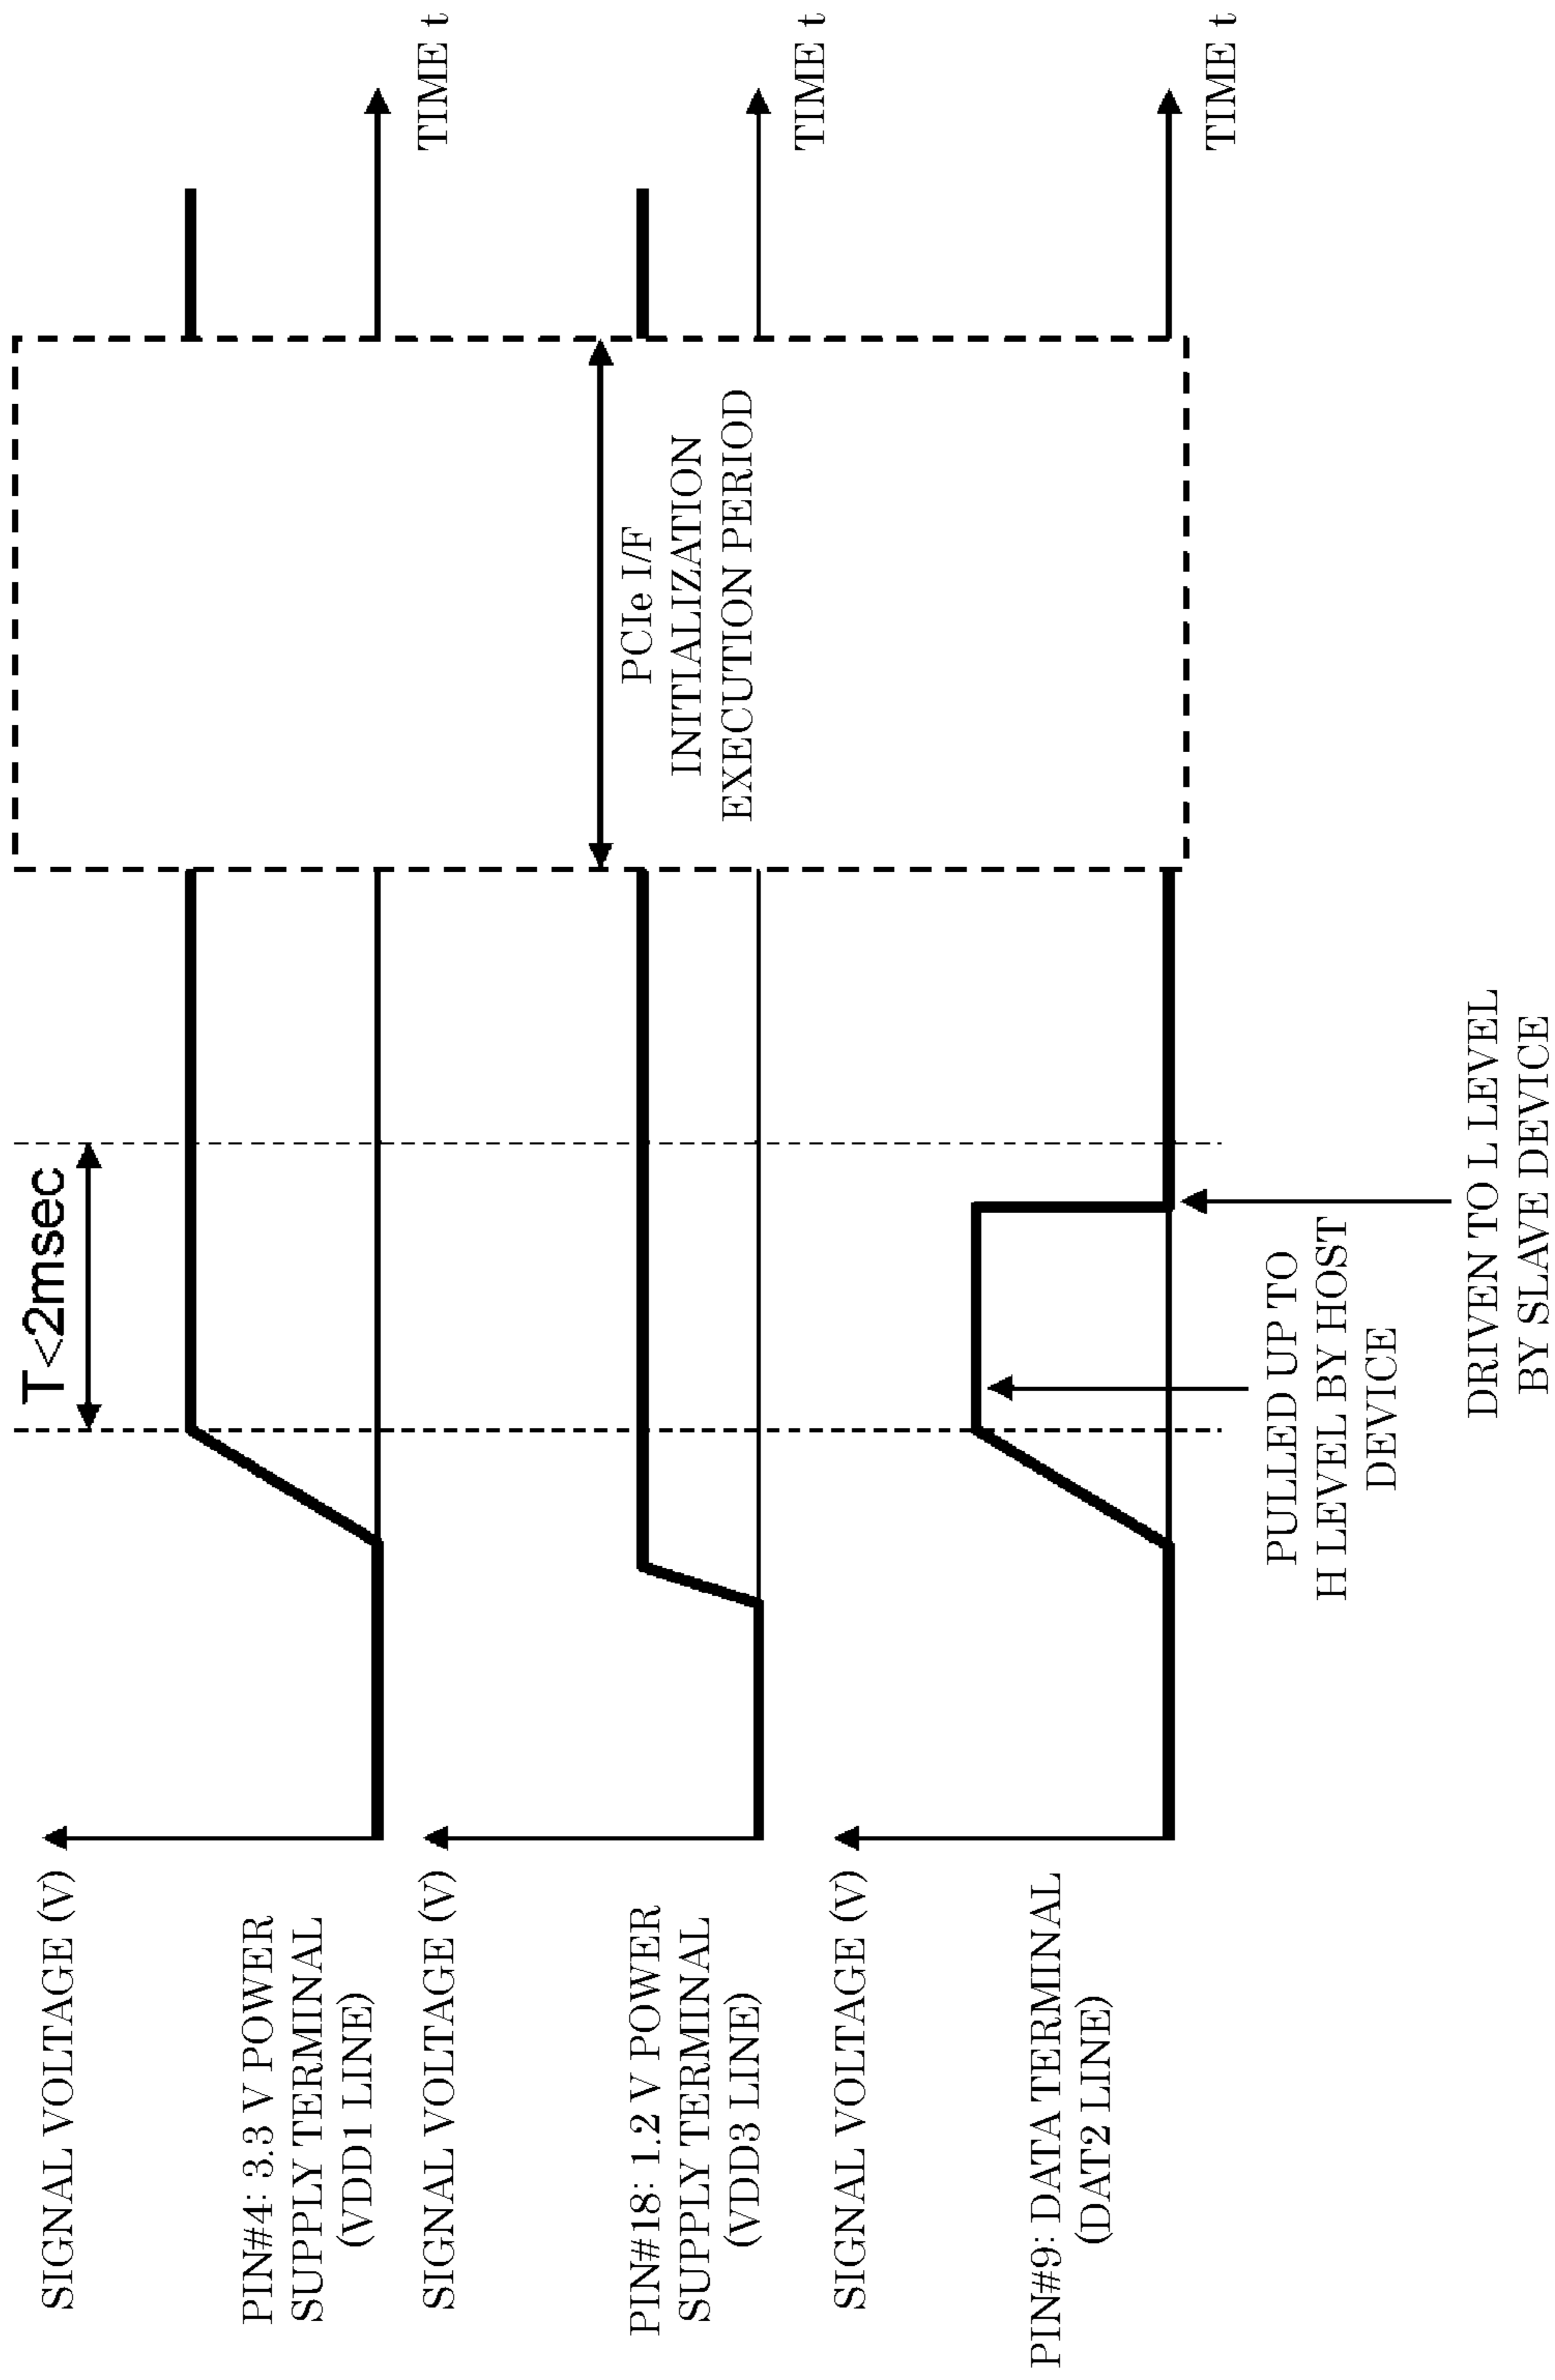 T<2msec
SIGNAL VOLTAGE (V)
PIN#4: 3.3 V POWER
SUPPLY TERMINAL
(VDD1 LINE)
TIME t
SIGNAL VOLTAGE (V)
PIN#18: 1.2 V POWER
SUPPLY TERMINAL
(VDD3 LINE)
PCIe I/F
INITIALIZATION
EXECUTION PERIOD
TIME t
SIGNAL VOLTAGE (V)
PIN#9: DATA TERMINAL
(DAT2 LINE)
TIME t
PULLED UP TO
H LEVEL BY HOST
DEVICE
DRIVEN TO L LEVEL
BY SLAVE DEVICE